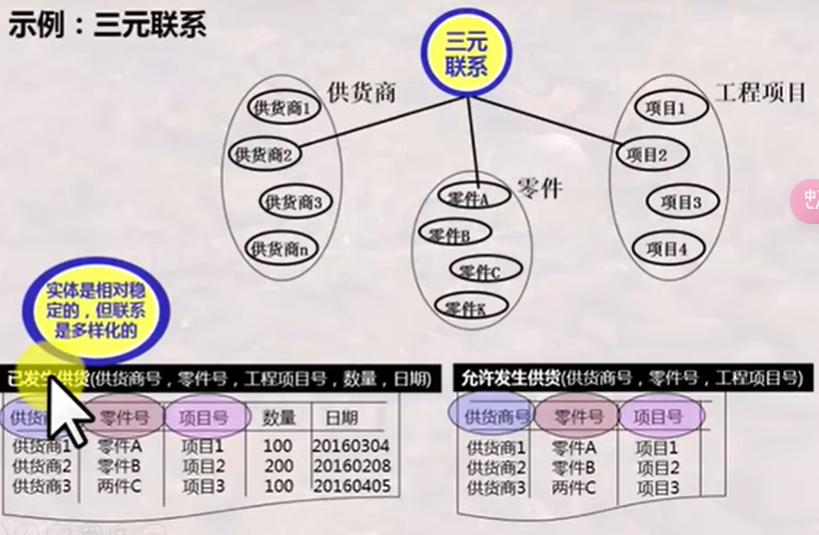 示例：三元联系
三元
联系
供货商
工程项目
供货商1
供货商2
供货商3
供货商n
零件
零件A
零件B
零件C
零件K
项目1
项目2
项目3
项目4
实体是相对稳
定的，但联系
是多样化的
已发生供货(供货商号，零件号，工程项目号，数量，日期)
供货 零件号 项目号 数量 日期
供货商1 零件A 项目1 100 20160304
供货商2 零件B 项目2 200 20160208
供货商3 两件C 项目3 100 20160405
允许发生供货(供货商号，零件号，工程项目号)
供货商号 零件号 项目号
供货商1 零件A 项目1
供货商2 零件B 项目2
供货商3 两件C 项目3
中